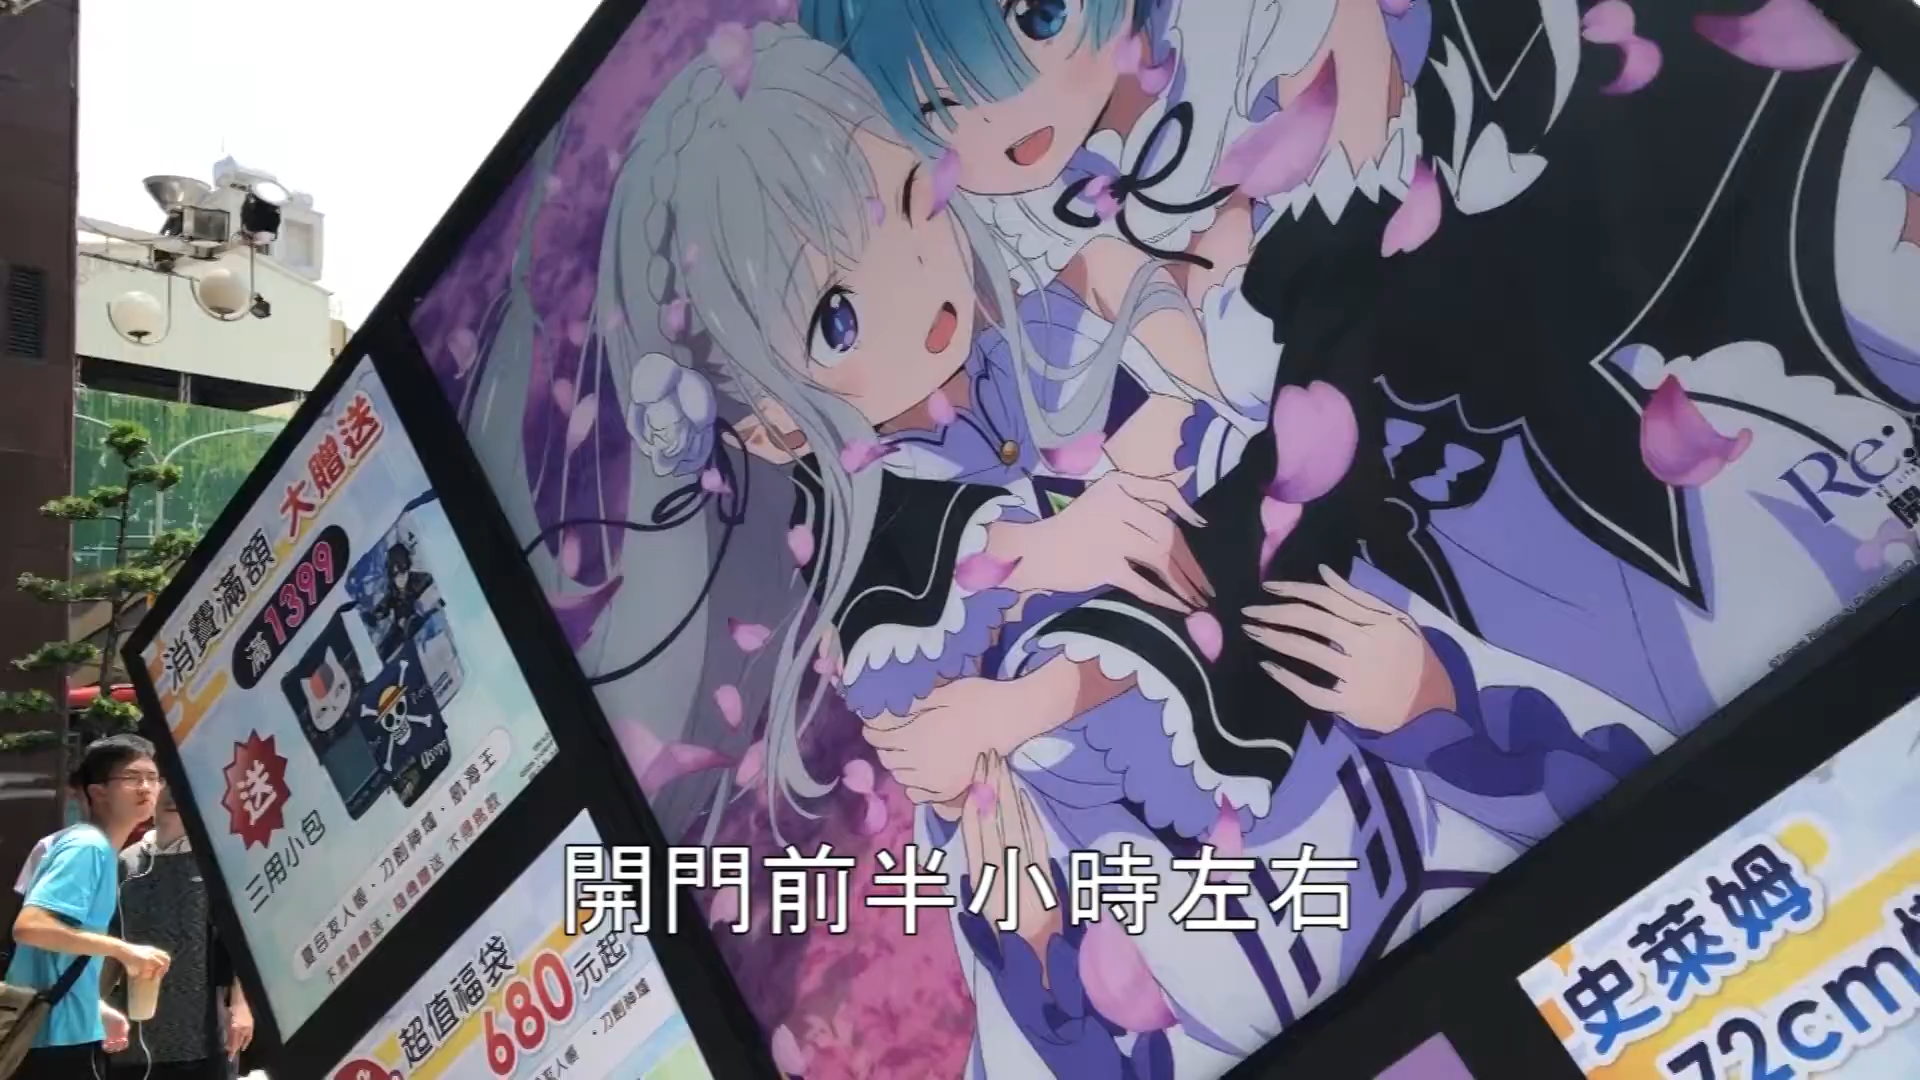 消費滿額 大贈送
滿1399
送
三用小包
夏目友人帳、刀劍神域、航海王
不累積贈送、隨機贈送 不得挑款
超值福袋
680元起
、刀劍神域
Re:
史萊姆
72cm
開門前半小時左右